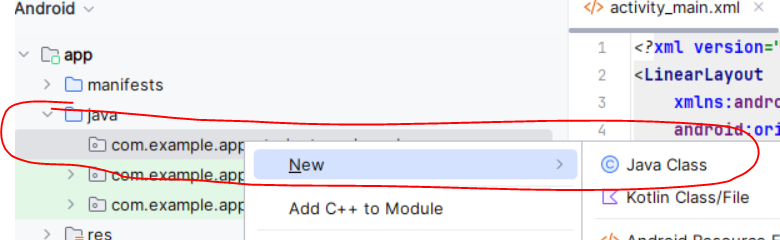 Android
activity_main.xml
app
manifests
java
com.example.app
com.example.app
com.example.app
res
1 <?xml version="
2 <LinearLayout
3 xmlns:andro
4 android:ori
New
Add C++ to Module
Java Class
Kotlin Class/File
Android Resource